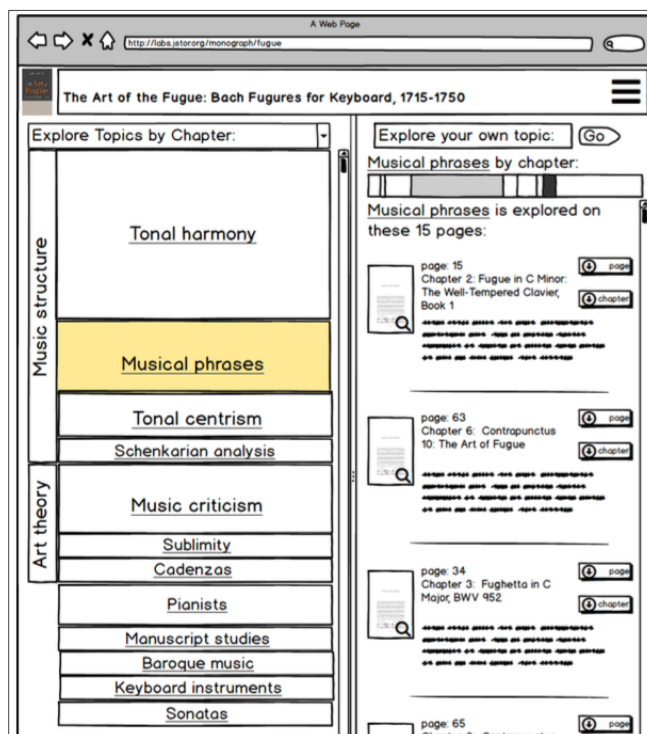 A Web Page
http://labs.jstor.org/monograph/fugue
The Art of the Fugue: Bach Fugures for Keyboard, 1715-1750
Explore Topics by Chapter:
Music structure
Tonal harmony
Musical phrases
Tonal centrism
Schenkarian analysis
Art theory
Music criticism
Sublimity
Cadenzas
Pianists
Manuscript studies
Baroque music
Keyboard instruments
Sonatas
Explore your own topic:
Go
Musical phrases by chapter:
Musical phrases is explored on
these 15 pages:
page: 15
Chapter 2: Fugue in C Minor:
The Well-Tempered Clavier,
Book 1
page
chapter
page: 63
Chapter 6: Contrapunctus
10: The Art of Fugue
page
chapter
page: 34
Chapter 3: Fughetta in C
Major, BWV 952
page
chapter
page: 65
page